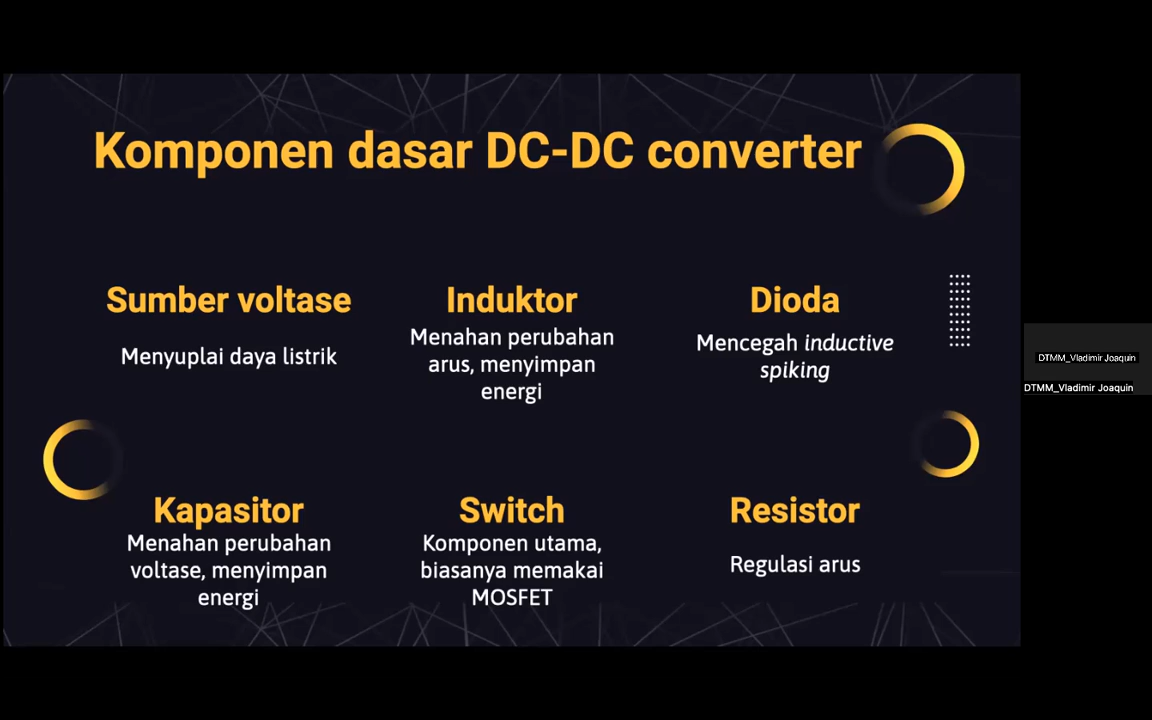 Komponen dasar DC-DC converter
Sumber voltase
Menyuplai daya listrik
Induktor
Menahan perubahan
arus, menyimpan
energi
Dioda
Mencegah inductive
spiking
Kapasitor
Menahan perubahan
voltase, menyimpan
energi
Switch
Komponen utama,
biasanya memakai
MOSFET
Resistor
Regulasi arus
DTMM_Vladimir Joaquin
DTMM_Vladimir Joaquin